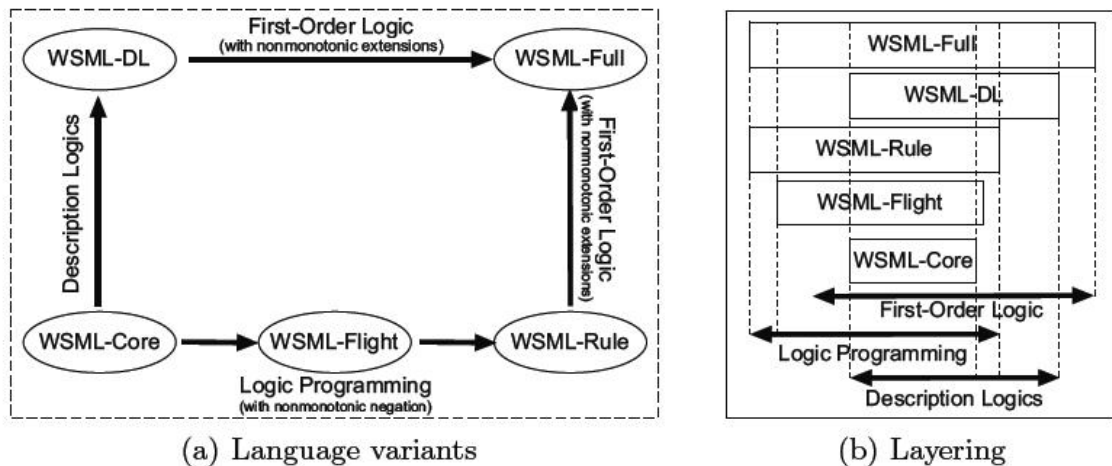 First-Order Logic
(with nonmonotonic extensions)
WSML-DL
WSML-Full
Description Logics
First-Order Logic
(with nonmonotonic extensions)
WSML-Core
WSML-Flight
WSML-Rule
Logic Programming
(with nonmonotonic negation)
(a) Language variants
WSML-Full
WSML-DL
WSML-Rule
WSML-Flight
WSML-Core
First-Order Logic
Logic Programming
Description Logics
(b) Layering